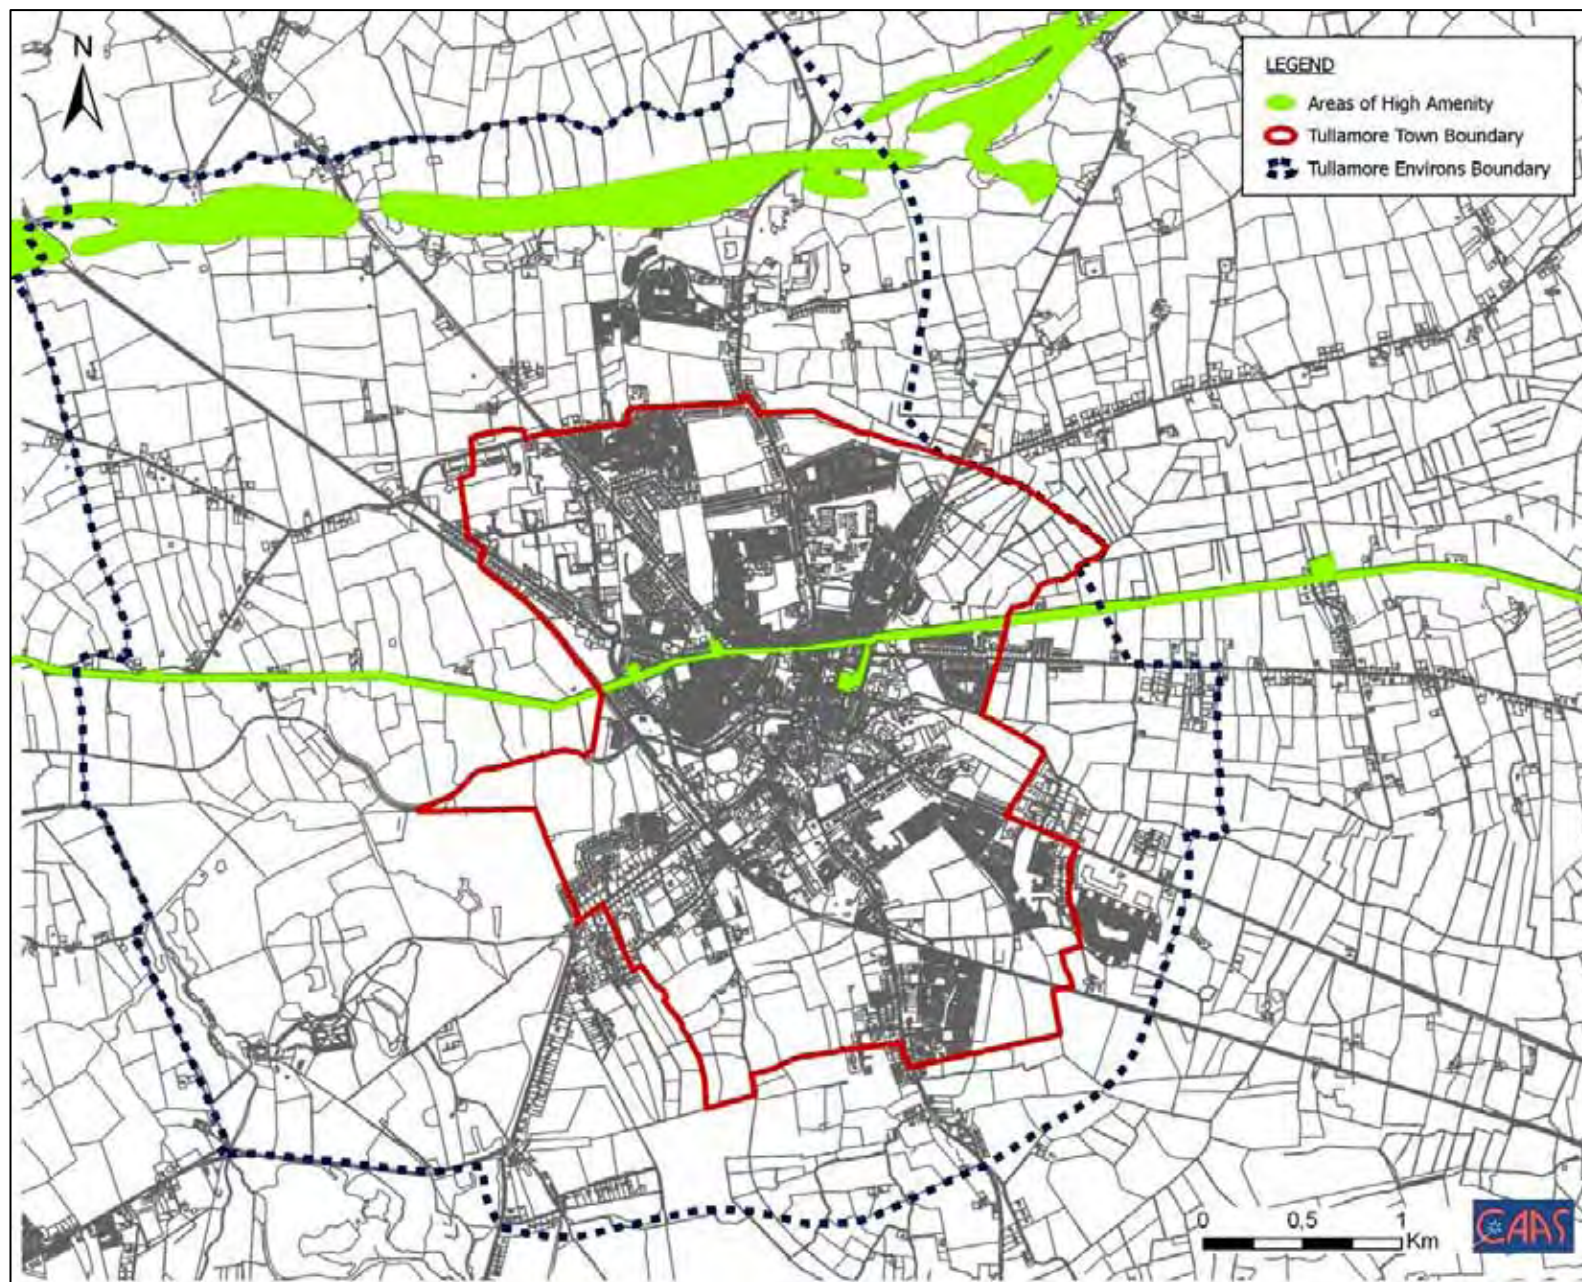 N
LEGEND
Areas of High Amenity
Tullamore Town Boundary
Tullamore Environs Boundary
0 0,5 1
Km
CAAS